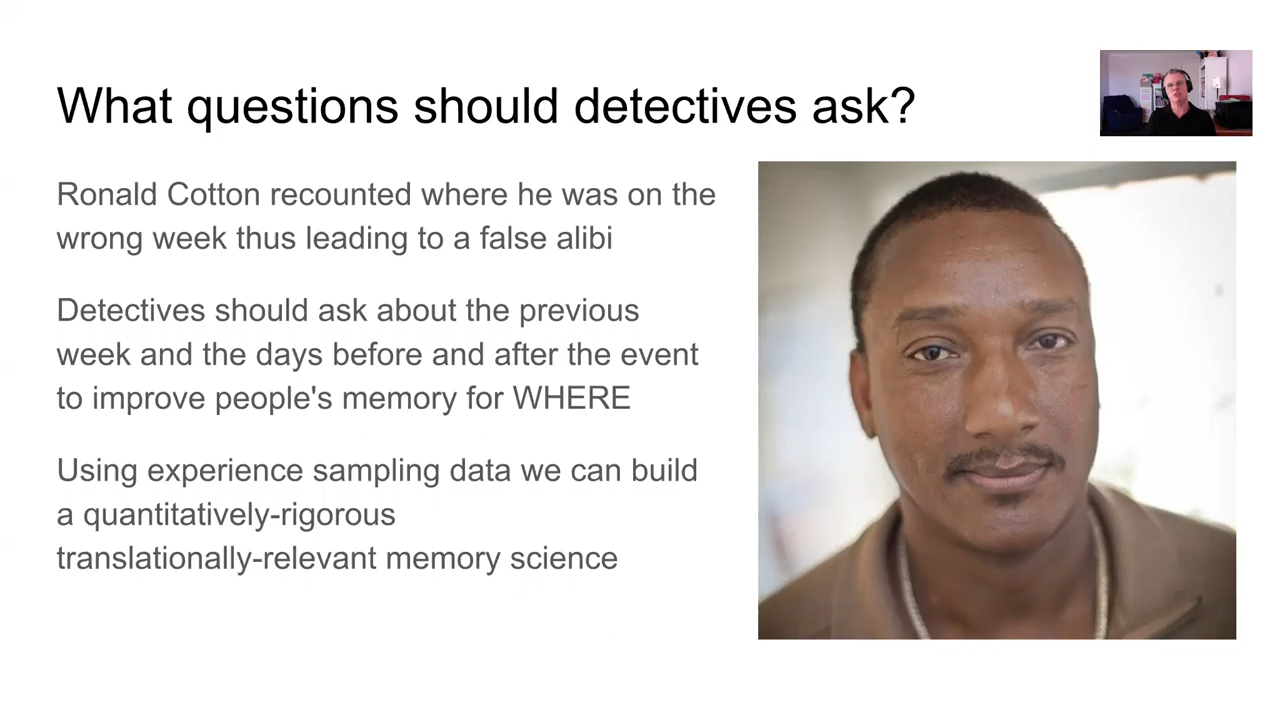 What questions should detectives ask?
Ronald Cotton recounted where he was on the
wrong week thus leading to a false alibi
Detectives should ask about the previous
week and the days before and after the event
to improve people's memory for WHERE
Using experience sampling data we can build
a quantitatively-rigorous
translationally-relevant memory science